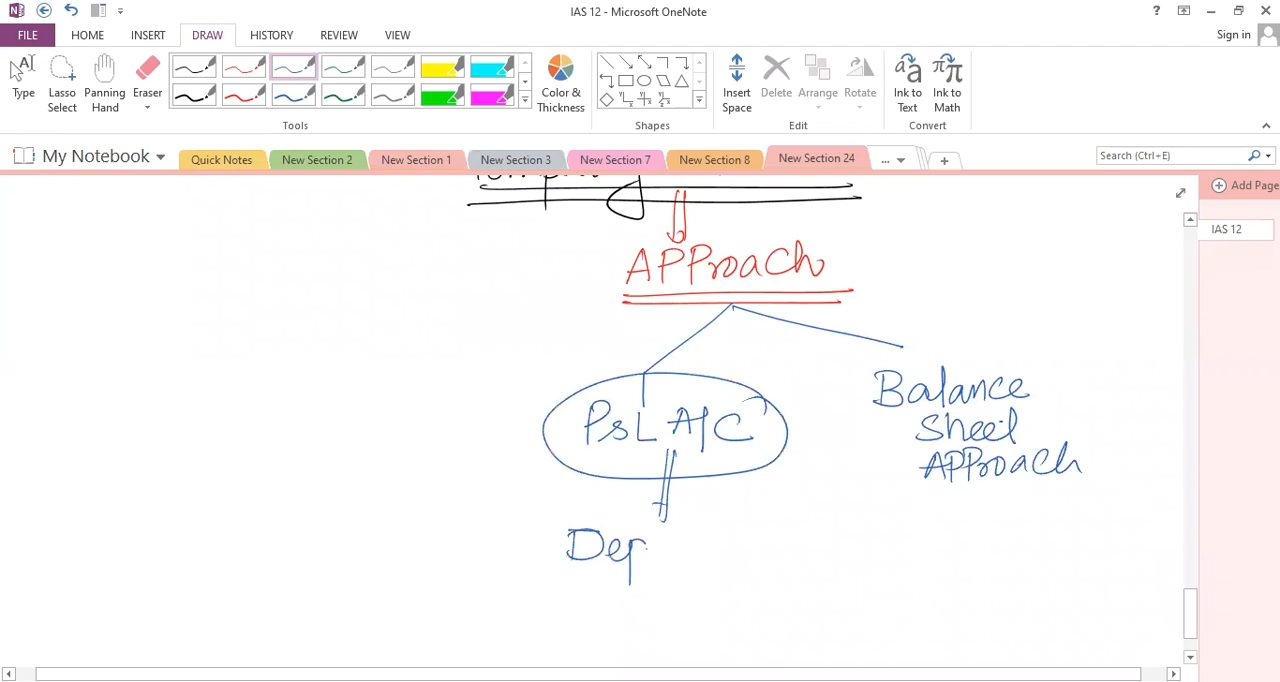 IAS 12 - Microsoft OneNote
?
FILE HOME INSERT DRAW HISTORY REVIEW VIEW
Sign in
Type
Lasso Select
Panning Hand
Eraser
Color & Thickness
Insert Space
Delete
Arrange
Rotate
Ink to Text
Ink to Math
Tools
Shapes
Edit
Convert
My Notebook
Quick Notes
New Section 2
New Section 1
New Section 3
New Section 7
New Section 8
New Section 24
...
Search (Ctrl+E)
Add Page
IAS 12
APProach
PsL A/C
Balance
Sheet
APProach
Dep